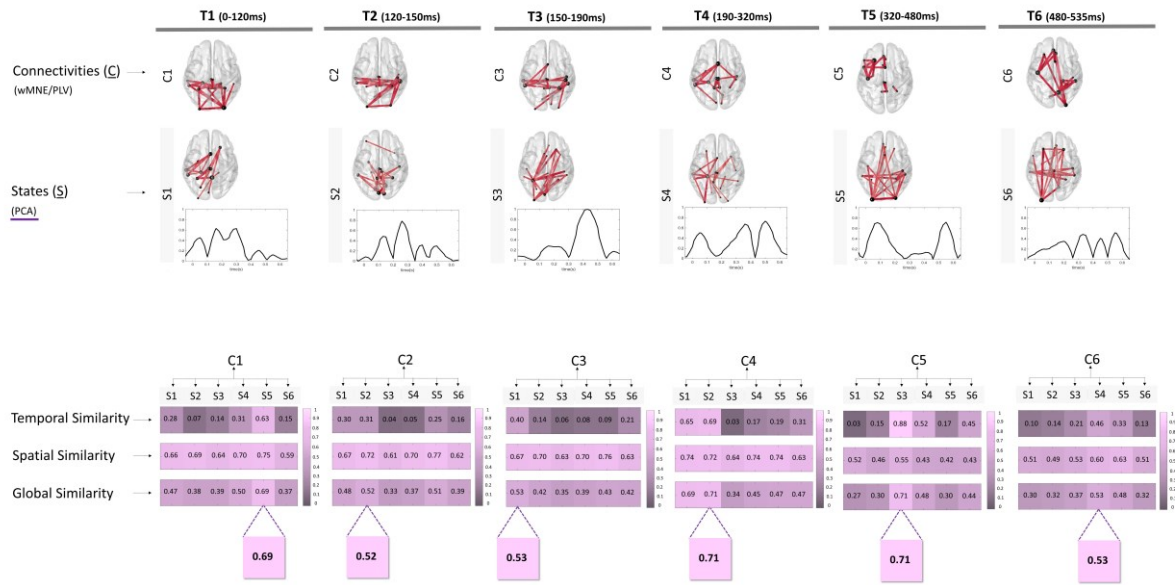 T1 (0-120ms) T2 (120-150ms) T3 (150-190ms) T4 (190-320ms) T5 (320-480ms) T6 (480-535ms)
Connectivities (C)
(wMNE/PLV)
C1 C2 C3 C4 C5 C6
States (S)
(PCA)
S1 S2 S3 S4 S5 S6
time(s) time(s) time(s) time(s) time(s) time(s)
C1 C2 C3 C4 C5 C6
S1 S2 S3 S4 S5 S6 S1 S2 S3 S4 S5 S6 S1 S2 S3 S4 S5 S6 S1 S2 S3 S4 S5 S6 S1 S2 S3 S4 S5 S6 S1 S2 S3 S4 S5 S6
Temporal Similarity 0.28 0.07 0.14 0.31 0.63 0.15 0.30 0.31 0.04 0.05 0.25 0.16 0.40 0.14 0.06 0.08 0.09 0.21 0.65 0.69 0.03 0.17 0.19 0.31 0.03 0.15 0.88 0.52 0.17 0.45 0.10 0.14 0.21 0.46 0.33 0.13
Spatial Similarity 0.66 0.69 0.64 0.70 0.75 0.59 0.67 0.72 0.61 0.70 0.77 0.62 0.67 0.70 0.63 0.70 0.76 0.63 0.74 0.72 0.64 0.74 0.74 0.63 0.52 0.46 0.55 0.43 0.42 0.43 0.51 0.49 0.53 0.60 0.63 0.51
Global Similarity 0.47 0.38 0.39 0.50 0.69 0.37 0.48 0.52 0.33 0.37 0.51 0.39 0.53 0.42 0.35 0.39 0.43 0.42 0.69 0.71 0.34 0.45 0.47 0.47 0.27 0.30 0.71 0.48 0.30 0.44 0.30 0.32 0.37 0.53 0.48 0.32
0.69 0.52 0.53 0.71 0.71 0.53